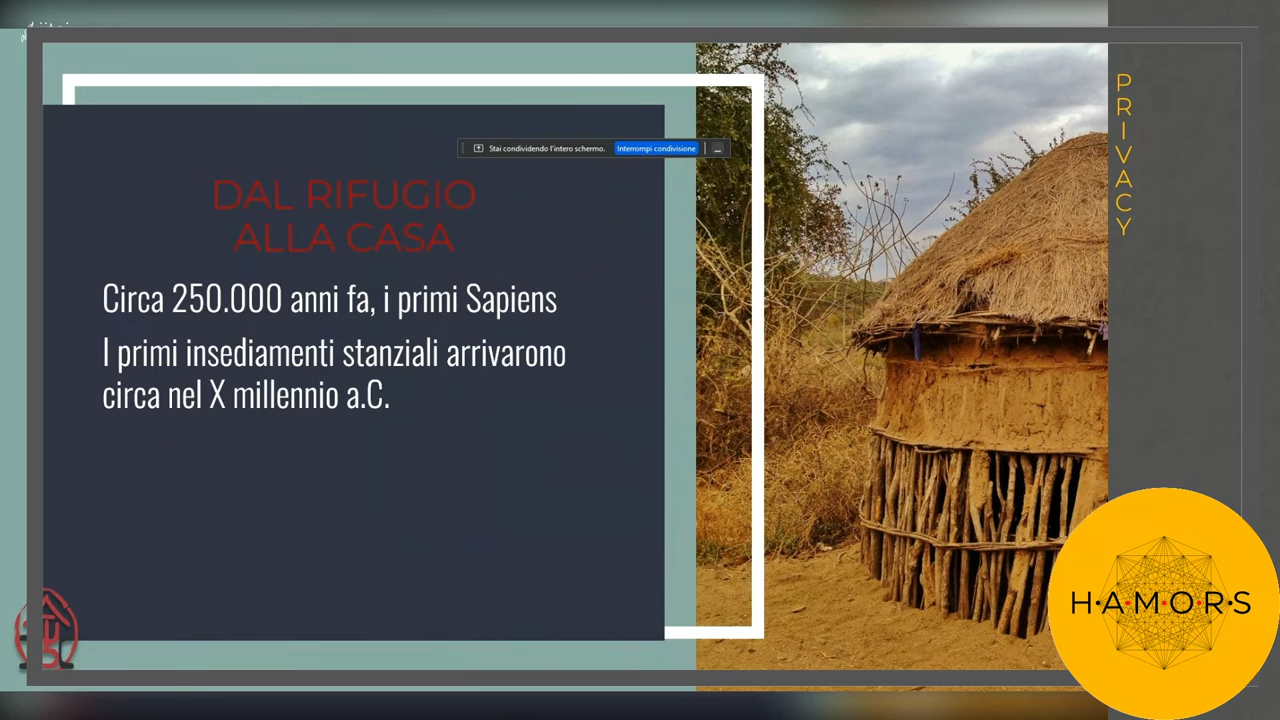 Stai condividendo l'intero schermo. Interrompi condivisione
DAL RIFUGIO
ALLA CASA
Circa 250.000 anni fa, i primi Sapiens
I primi insediamenti stanziali arrivarono
circa nel X millennio a.C.
PRIVACY
H·A·M·O·R·S